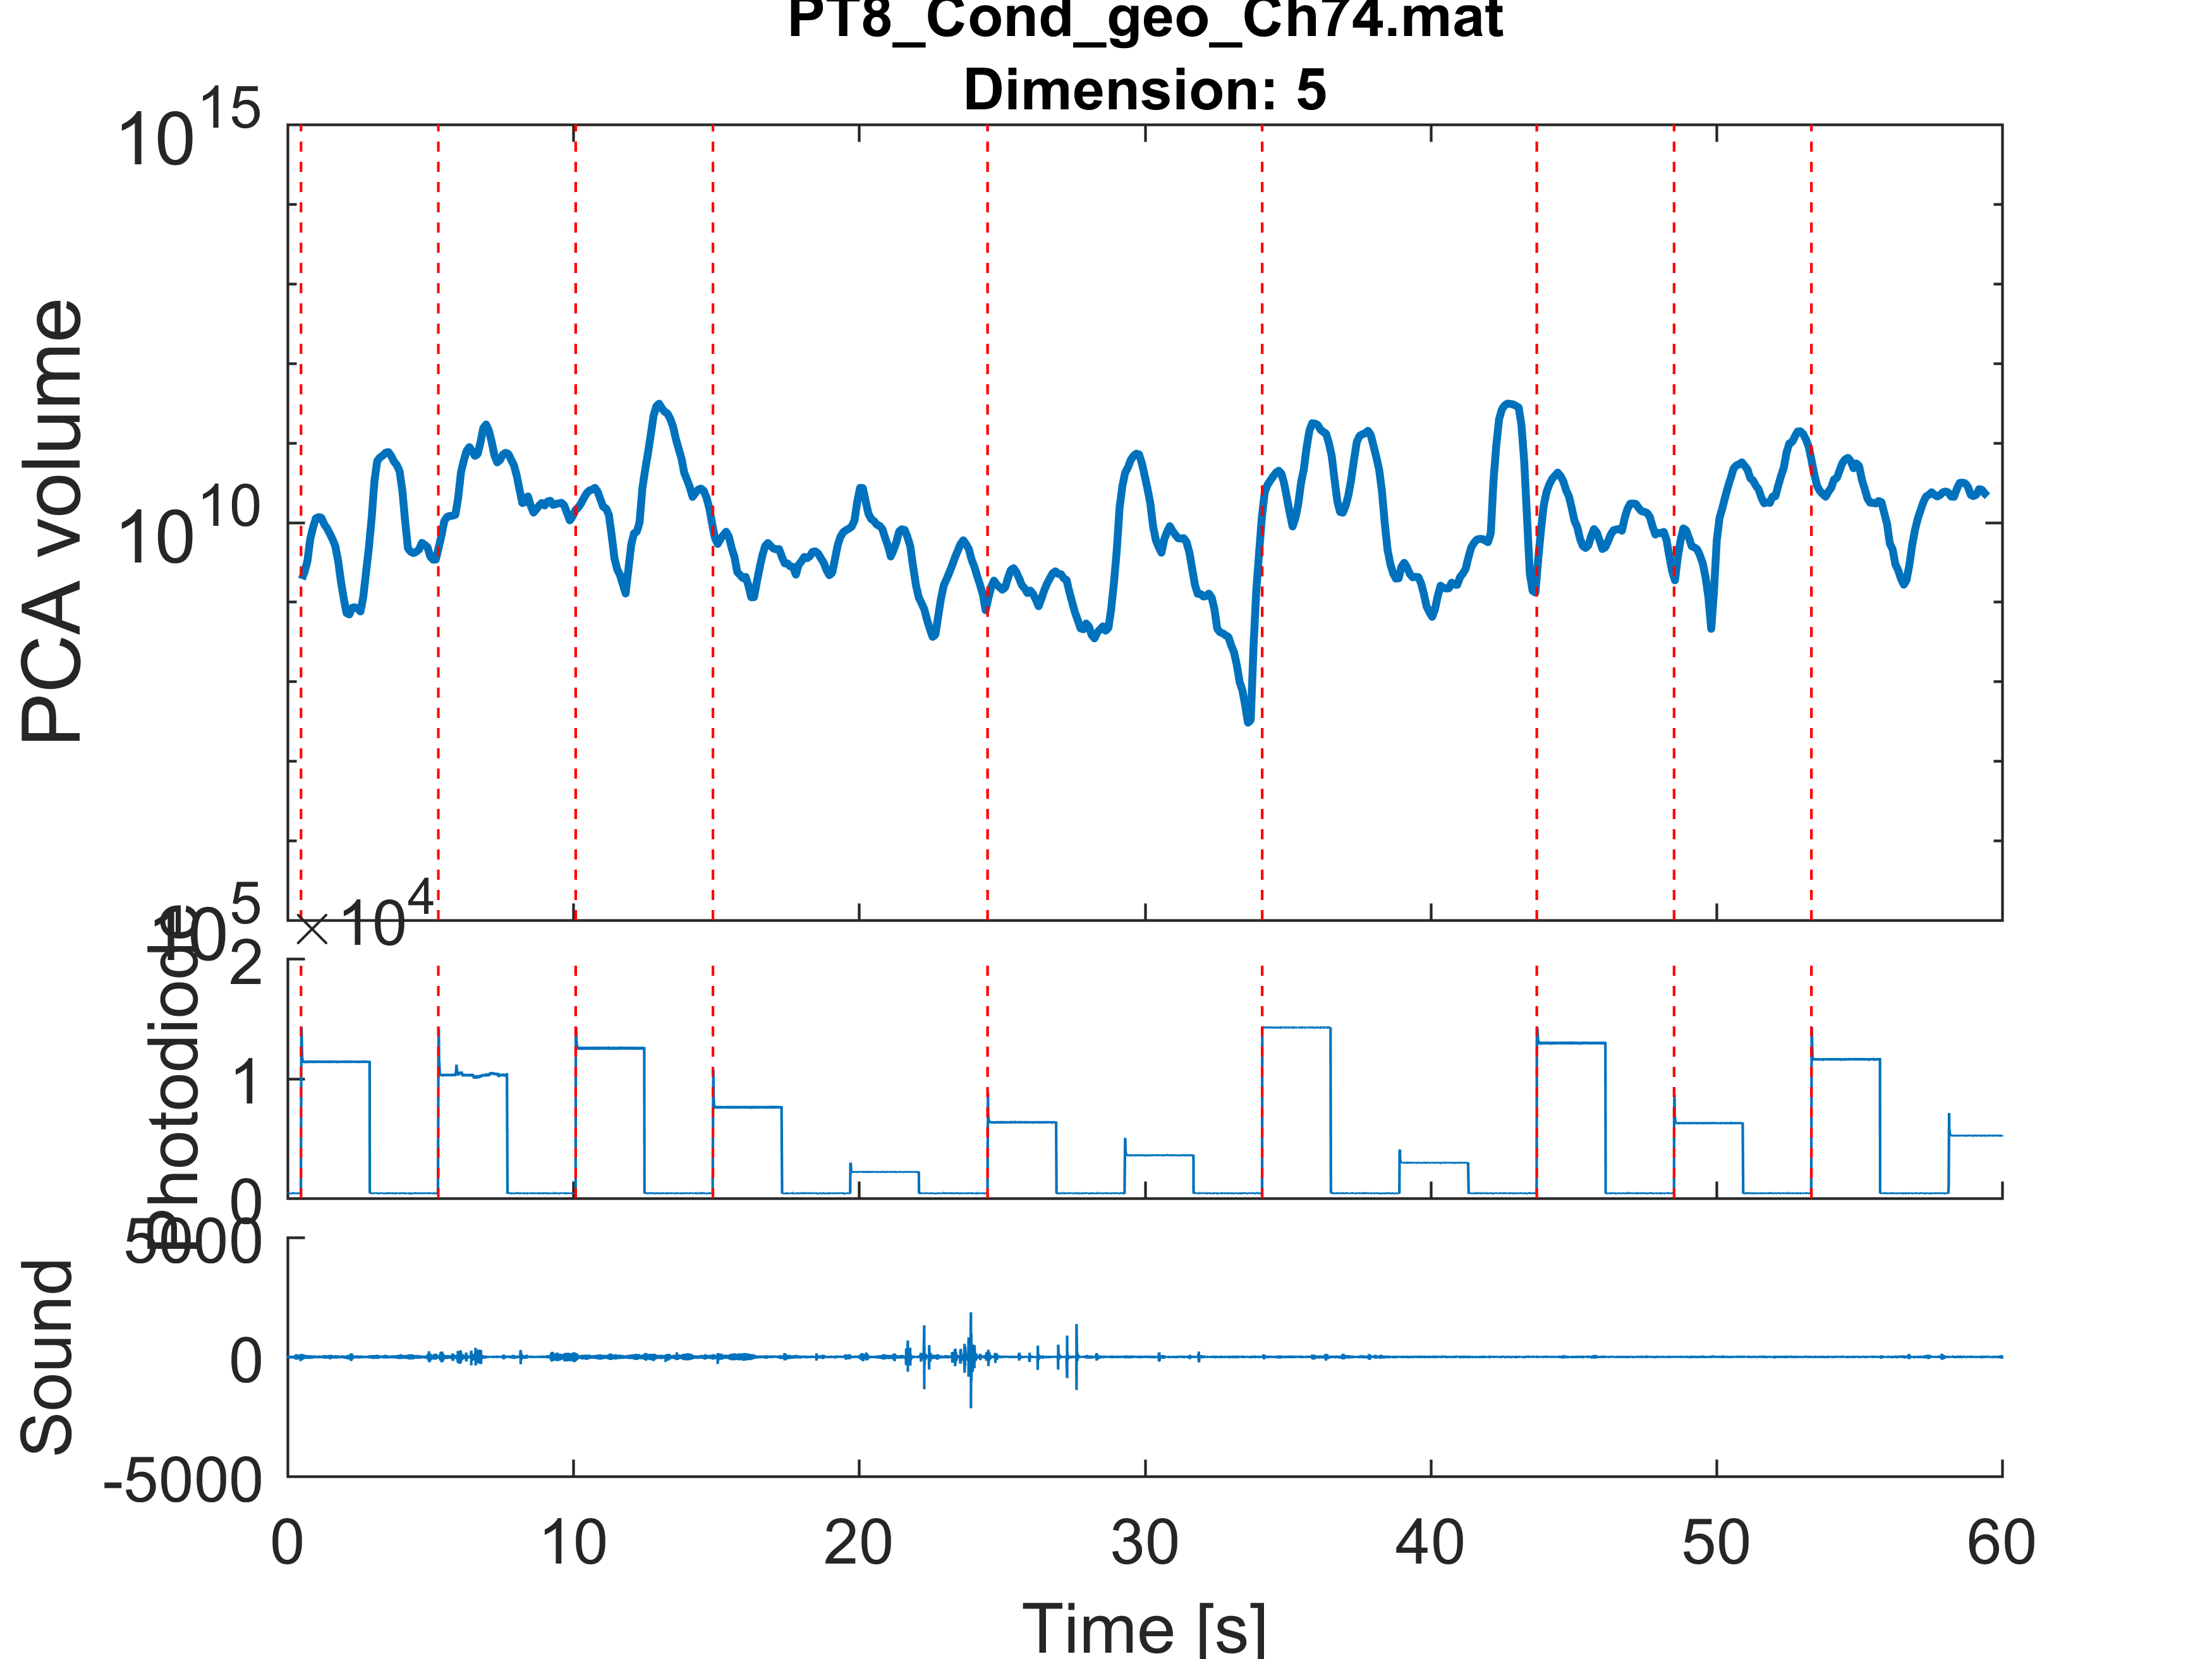 PT8_Cond_geo_Ch74.mat
Dimension: 5
10^15
10^10
10^5
PCA volume
×10^4
2
1
0
Photodiode
5000
0
-5000
Sound
0 10 20 30 40 50 60
Time [s]